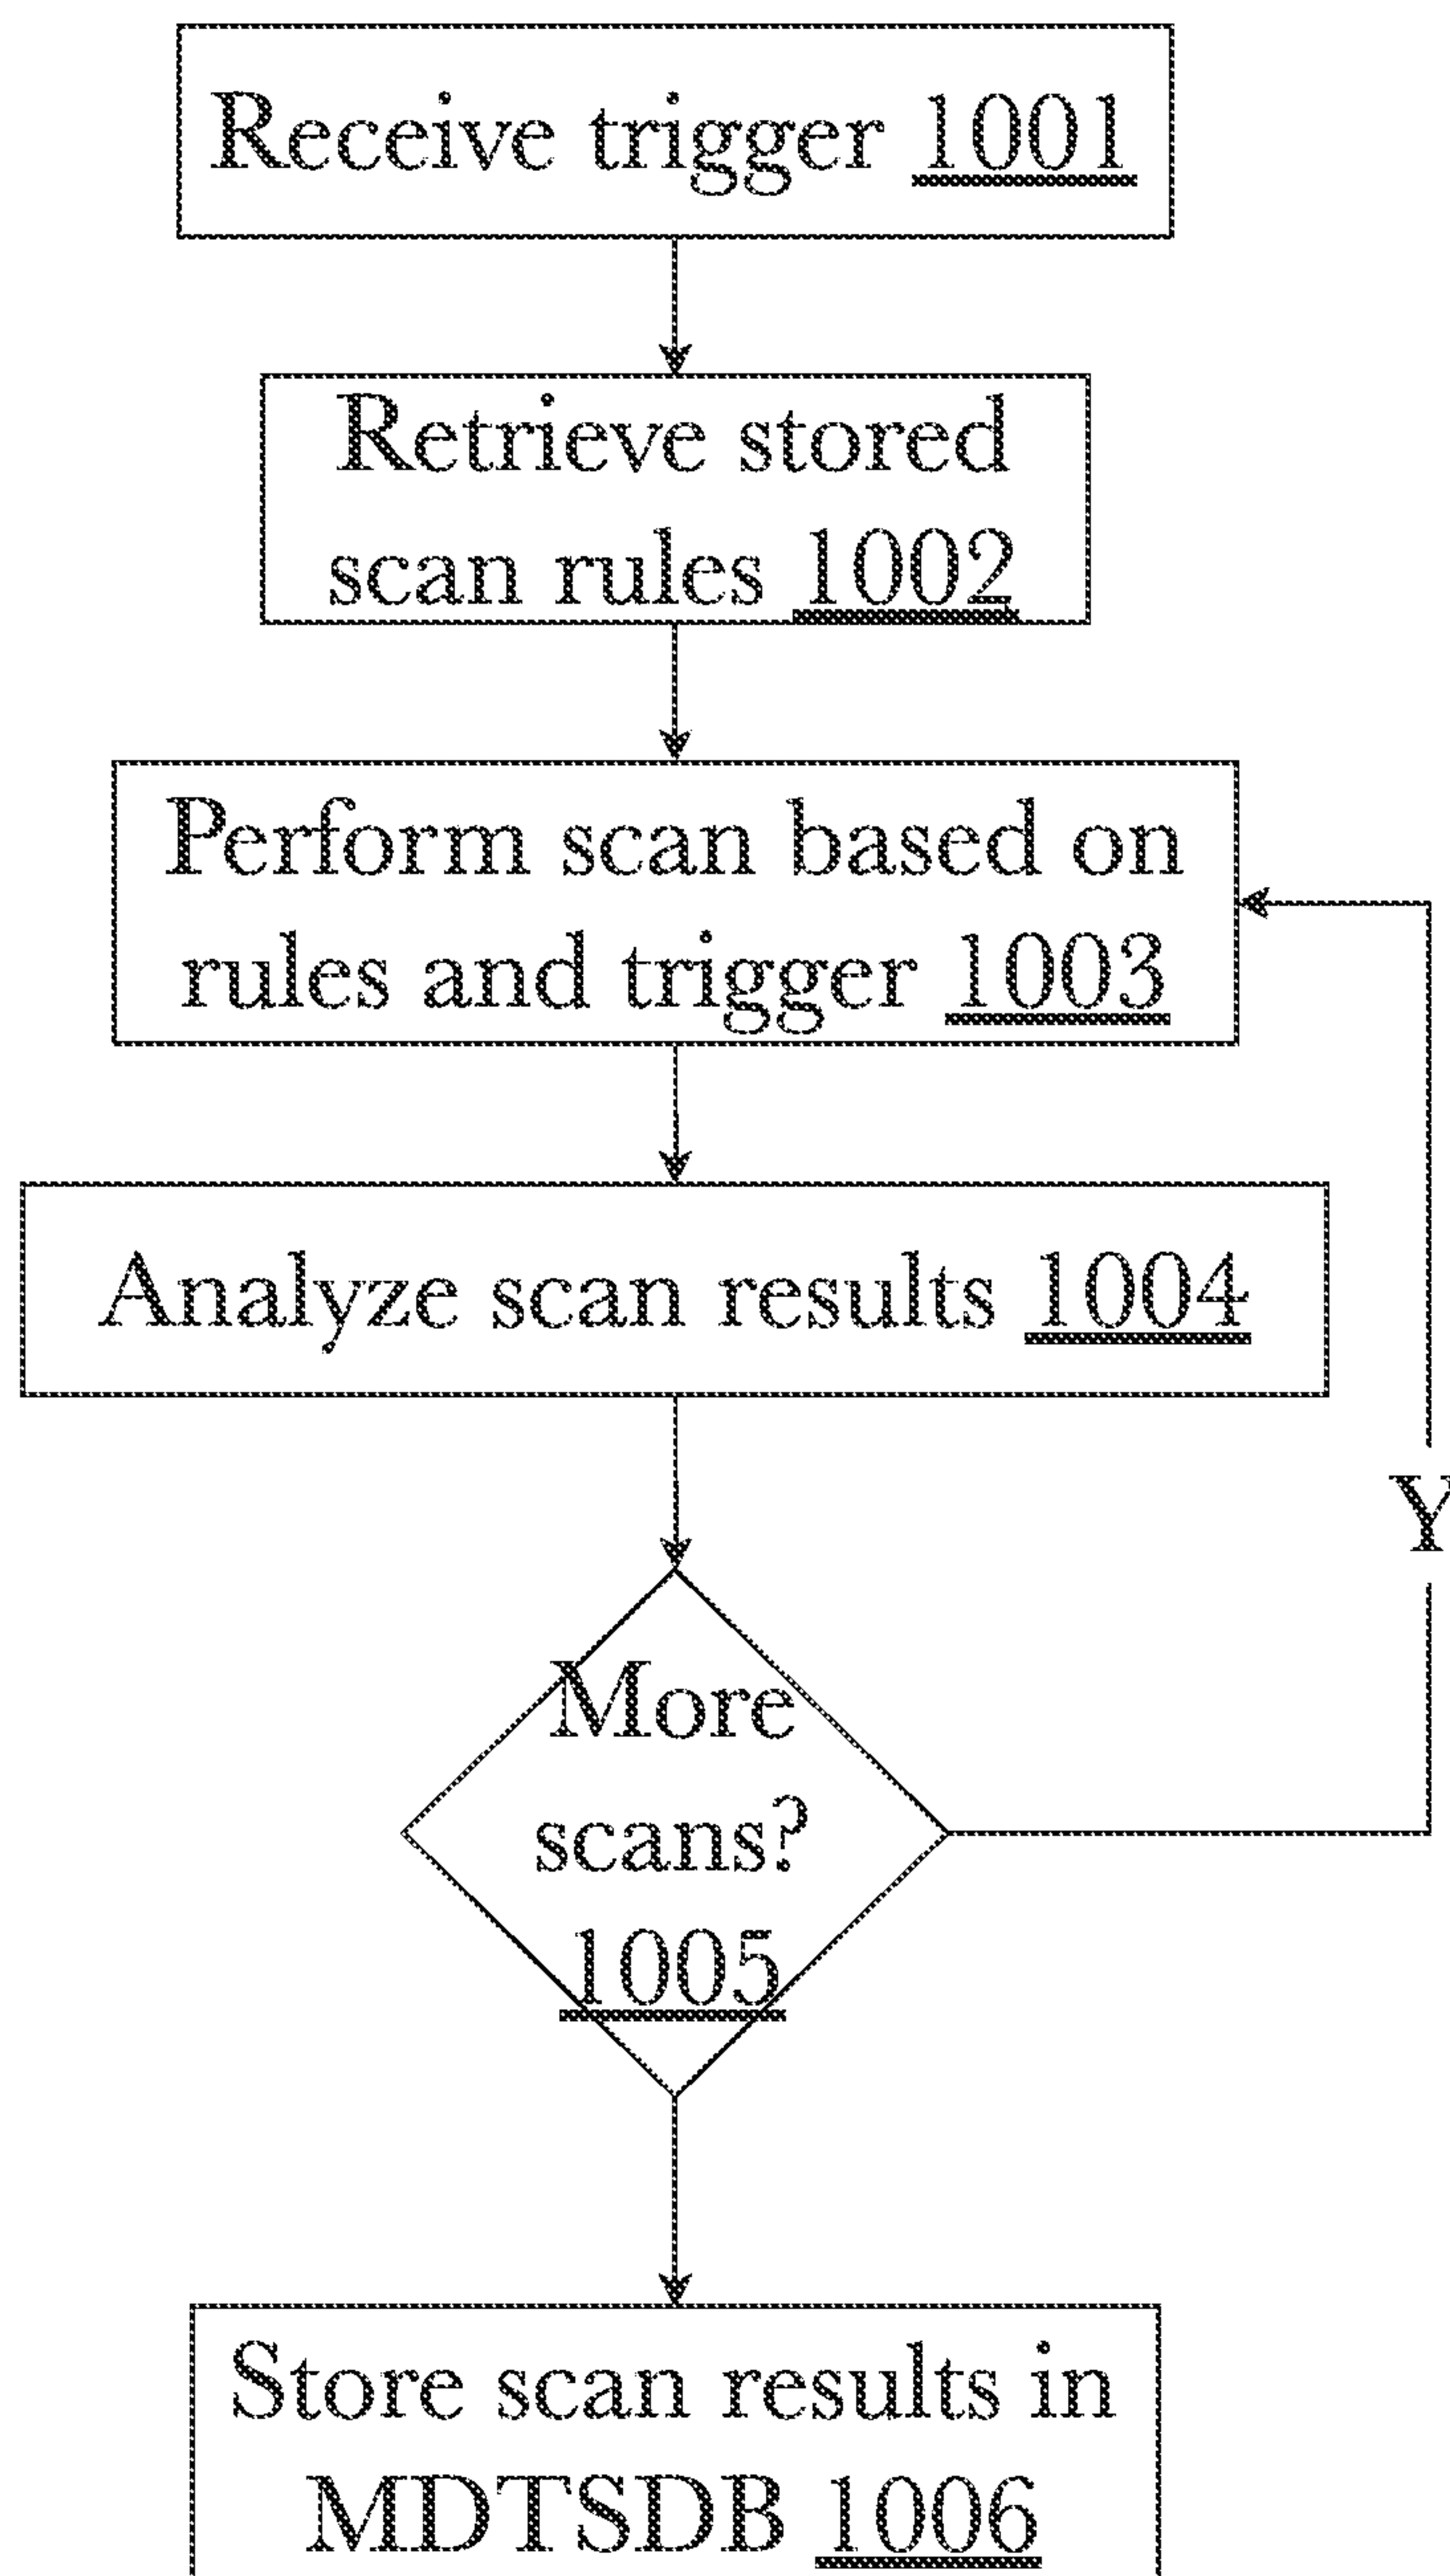 Receive trigger 1001
Retrieve stored
scan rules 1002
Perform scan based on
rules and trigger 1003
Analyze scan results 1004
Y
More
scans?
1005
Store scan results in
MDTSDB 1006